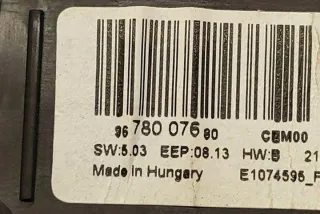 96 780 076 80 CEM00
SW:5.03 EEP:08.13 HW:B 21
Made in Hungary E1074595_F